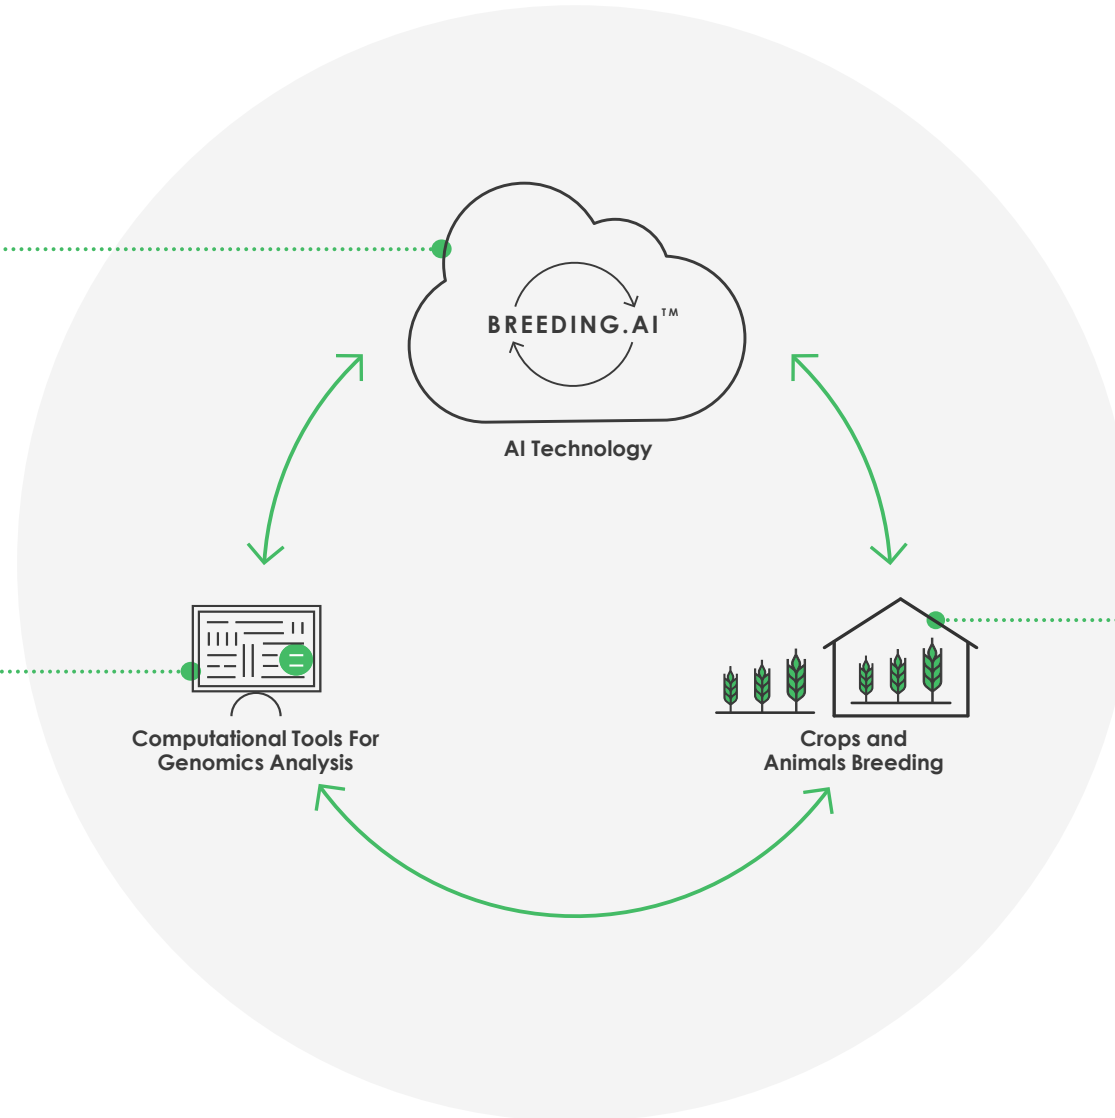 BREEDING.AI™
AI Technology
Computational Tools For
Genomics Analysis
Crops and
Animals Breeding